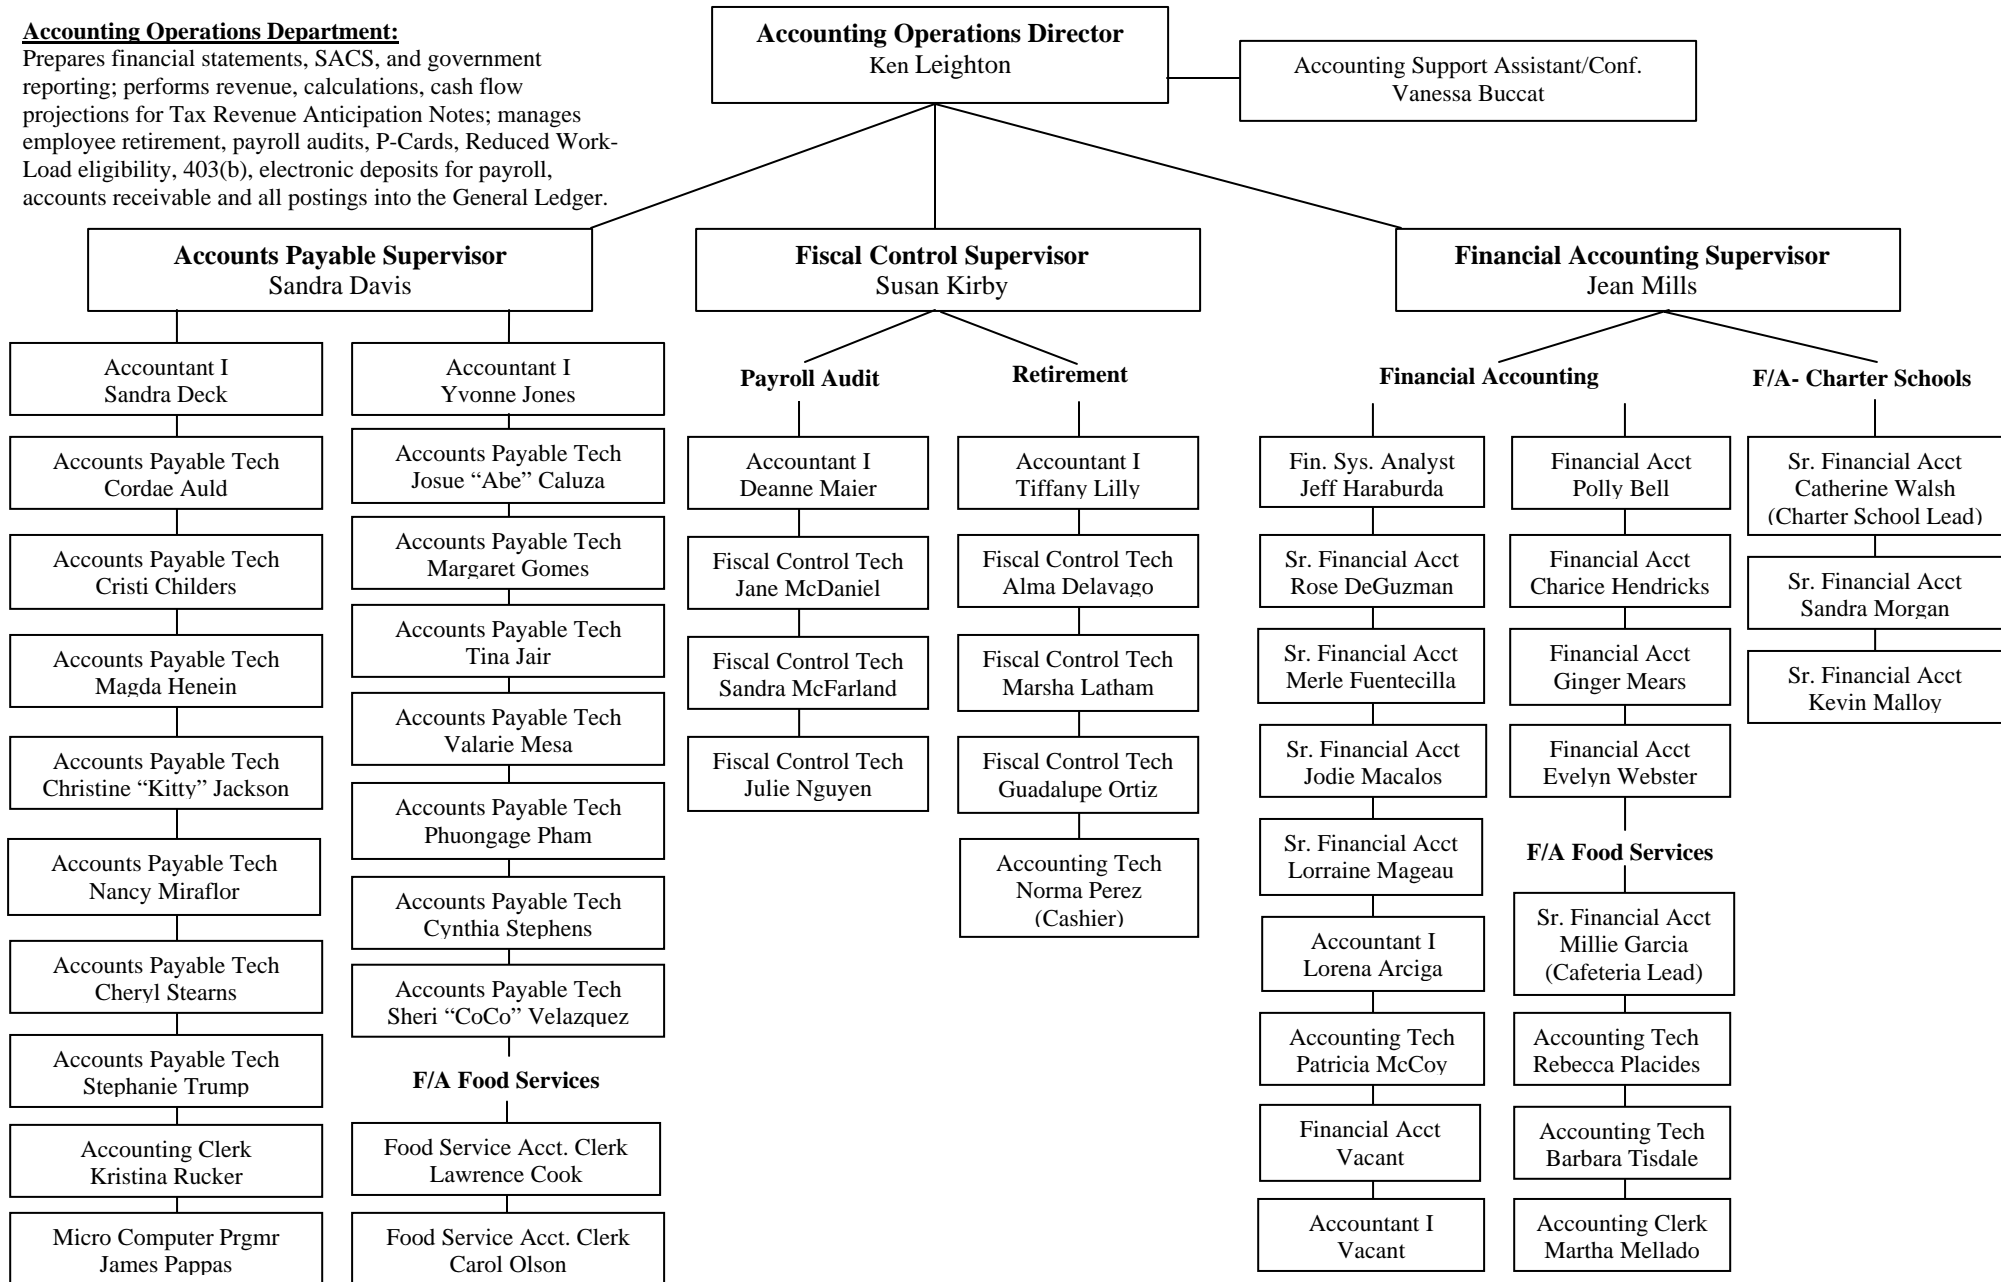 Accounting Operations Department:
Prepares financial statements, SACS, and government
reporting; performs revenue, calculations, cash flow
projections for Tax Revenue Anticipation Notes; manages
employee retirement, payroll audits, P-Cards, Reduced Work-
Load eligibility, 403(b), electronic deposits for payroll,
accounts receivable and all postings into the General Ledger.
Accounting Operations Director
Ken Leighton
Accounting Support Assistant/Conf.
Vanessa Buccat
Accounts Payable Supervisor
Sandra Davis
Accountant I
Sandra Deck
Accounts Payable Tech
Cordae Auld
Accounts Payable Tech
Cristi Childers
Accounts Payable Tech
Magda Henein
Accounts Payable Tech
Christine “Kitty” Jackson
Accounts Payable Tech
Nancy Miraflor
Accounts Payable Tech
Cheryl Stearns
Accounts Payable Tech
Stephanie Trump
Accounting Clerk
Kristina Rucker
Micro Computer Prgmr
James Pappas
Accountant I
Yvonne Jones
Accounts Payable Tech
Josue “Abe” Caluza
Accounts Payable Tech
Margaret Gomes
Accounts Payable Tech
Tina Jair
Accounts Payable Tech
Valarie Mesa
Accounts Payable Tech
Phuongage Pham
Accounts Payable Tech
Cynthia Stephens
Accounts Payable Tech
Sheri “CoCo” Velazquez
F/A Food Services
Food Service Acct. Clerk
Lawrence Cook
Food Service Acct. Clerk
Carol Olson
Fiscal Control Supervisor
Susan Kirby
Payroll Audit
Accountant I
Deanne Maier
Fiscal Control Tech
Jane McDaniel
Fiscal Control Tech
Sandra McFarland
Fiscal Control Tech
Julie Nguyen
Retirement
Accountant I
Tiffany Lilly
Fiscal Control Tech
Alma Delavago
Fiscal Control Tech
Marsha Latham
Fiscal Control Tech
Guadalupe Ortiz
Accounting Tech
Norma Perez
(Cashier)
Financial Accounting Supervisor
Jean Mills
Financial Accounting
Fin. Sys. Analyst
Jeff Haraburda
Sr. Financial Acct
Rose DeGuzman
Sr. Financial Acct
Merle Fuentecilla
Sr. Financial Acct
Jodie Macalos
Sr. Financial Acct
Lorraine Mageau
Accountant I
Lorena Arciga
Accounting Tech
Patricia McCoy
Financial Acct
Vacant
Accountant I
Vacant
Financial Acct
Polly Bell
Financial Acct
Charice Hendricks
Financial Acct
Ginger Mears
Financial Acct
Evelyn Webster
F/A Food Services
Sr. Financial Acct
Millie Garcia
(Cafeteria Lead)
Accounting Tech
Rebecca Placides
Accounting Tech
Barbara Tisdale
Accounting Clerk
Martha Mellado
F/A- Charter Schools
Sr. Financial Acct
Catherine Walsh
(Charter School Lead)
Sr. Financial Acct
Sandra Morgan
Sr. Financial Acct
Kevin Malloy